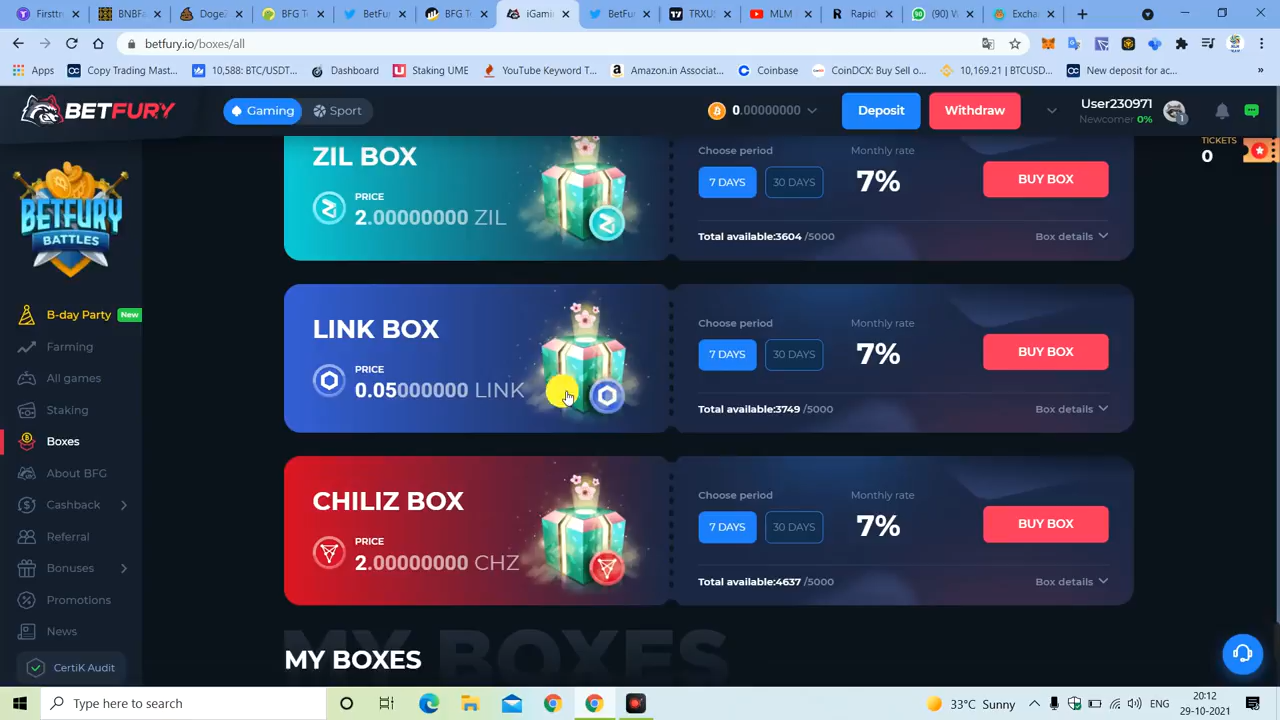 Firstm
BNBF
Doge
BetFur
BFG T
iGamin
BetFu
TRXUS
MLM
Rapid
(90) W
Exchan
betfury.io/boxes/all
Apps
Copy Trading Mast...
10,588: BTC/USDT...
Dashboard
Staking UME
YouTube Keyword T...
Amazon.in Associat...
Coinbase
CoinDCX: Buy Sell o...
10,169.21 | BTCUSD...
New deposit for ac...
»
BETFURY
Gaming
Sport
0.00000000
Deposit
Withdraw
User230971
Newcomer 0%
1
TICKETS
0
BETFURY
BATTLES
B-day Party
New
Farming
All games
Staking
Boxes
About BFG
Cashback
Referral
Bonuses
Promotions
News
CertiK Audit
ZIL BOX
PRICE
2.00000000 ZIL
Choose period
7 DAYS
30 DAYS
Monthly rate
7%
BUY BOX
Total available:3604 /5000
Box details
LINK BOX
PRICE
0.05000000 LINK
Choose period
7 DAYS
30 DAYS
Monthly rate
7%
BUY BOX
Total available:3749 /5000
Box details
CHILIZ BOX
PRICE
2.00000000 CHZ
Choose period
7 DAYS
30 DAYS
Monthly rate
7%
BUY BOX
Total available:4637 /5000
Box details
MY BOXES
MY BOXES
Type here to search
33°C Sunny
ENG
20:12
29-10-2021